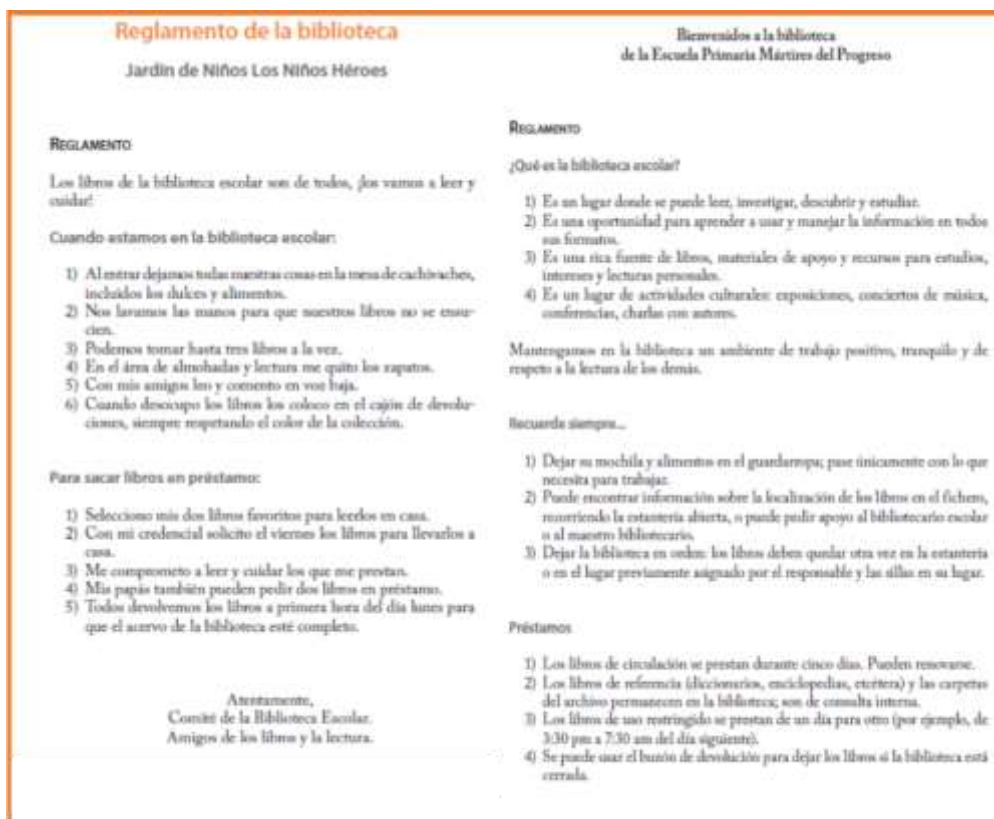 Reglamento de la biblioteca
Jardín de Niños Los Niños Héroes
REGLAMENTO
Los libros de la biblioteca escolar son de todos, ¡los vamos a leer y
cuidar!
Cuando estamos en la biblioteca escolar:
1) Al entrar dejamos todas nuestras cosas en la mesa de cachivaches,
incluidos los dulces y alimentos.
2) Nos lavamos las manos para que nuestros libros no se ensu-
cien.
3) Podemos tomar hasta tres libros a la vez.
4) En el área de almohadas y lectura me quito los zapatos.
5) Con mis amigos leo y comento en voz baja.
6) Cuando desocupo los libros los coloco en el cajón de devolu-
ciones, siempre respetando el color de la colección.
Para sacar libros en préstamo:
1) Selecciono mis dos libros favoritos para leerlos en casa.
2) Con mi credencial solicito el viernes los libros para llevarlos a
casa.
3) Me comprometo a leer y cuidar los que me prestan.
4) Mis papás también pueden pedir dos libros en préstamo.
5) Todos devolvemos los libros a primera hora del día lunes para
que el acervo de la biblioteca esté completo.
Atentamente,
Comité de la Biblioteca Escolar.
Amigos de los libros y la lectura.
Bienvenidos a la biblioteca
de la Escuela Primaria Mártires del Progreso
REGLAMENTO
¿Qué es la biblioteca escolar?
1) Es un lugar donde se puede leer, investigar, descubrir y estudiar.
2) Es una oportunidad para aprender a usar y manejar la información en todos
sus formatos.
3) Es una rica fuente de libros, materiales de apoyo y recursos para estudios,
intereses y lecturas personales.
4) Es un lugar de actividades culturales: exposiciones, conciertos de música,
conferencias, charlas con autores.
Mantengamos en la biblioteca un ambiente de trabajo positivo, tranquilo y de
respeto a la lectura de los demás.
Recuerde siempre...
1) Dejar su mochila y alimentos en el guardarropa; pase únicamente con lo que
necesita para trabajar.
2) Puede encontrar información sobre la localización de los libros en el fichero,
recorriendo la estantería abierta, o puede pedir apoyo al bibliotecario escolar
o al maestro bibliotecario.
3) Dejar la biblioteca en orden: los libros deben quedar otra vez en la estantería
o en el lugar previamente asignado por el responsable y las sillas en su lugar.
Préstamos
1) Los libros de circulación se prestan durante cinco días. Pueden renovarse.
2) Los libros de referencia (diccionarios, enciclopedias, etcétera) y las carpetas
del archivo permanecen en la biblioteca; son de consulta interna.
3) Los libros de uso restringido se prestan de un día para otro (por ejemplo, de
3:30 pm a 7:30 am del día siguiente).
4) Se puede usar el buzón de devolución para dejar los libros si la biblioteca está
cerrada.